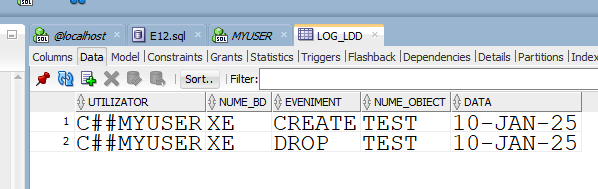 @localhost E12.sql MYUSER LOG_LDD
Columns Data Model Constraints Grants Statistics Triggers Flashback Dependencies Details Partitions Index
Sort.. Filter:
UTILIZATOR NUME_BD EVENIMENT NUME_OBIECT DATA
1 C##MYUSER XE CREATE TEST 10-JAN-25
2 C##MYUSER XE DROP TEST 10-JAN-25